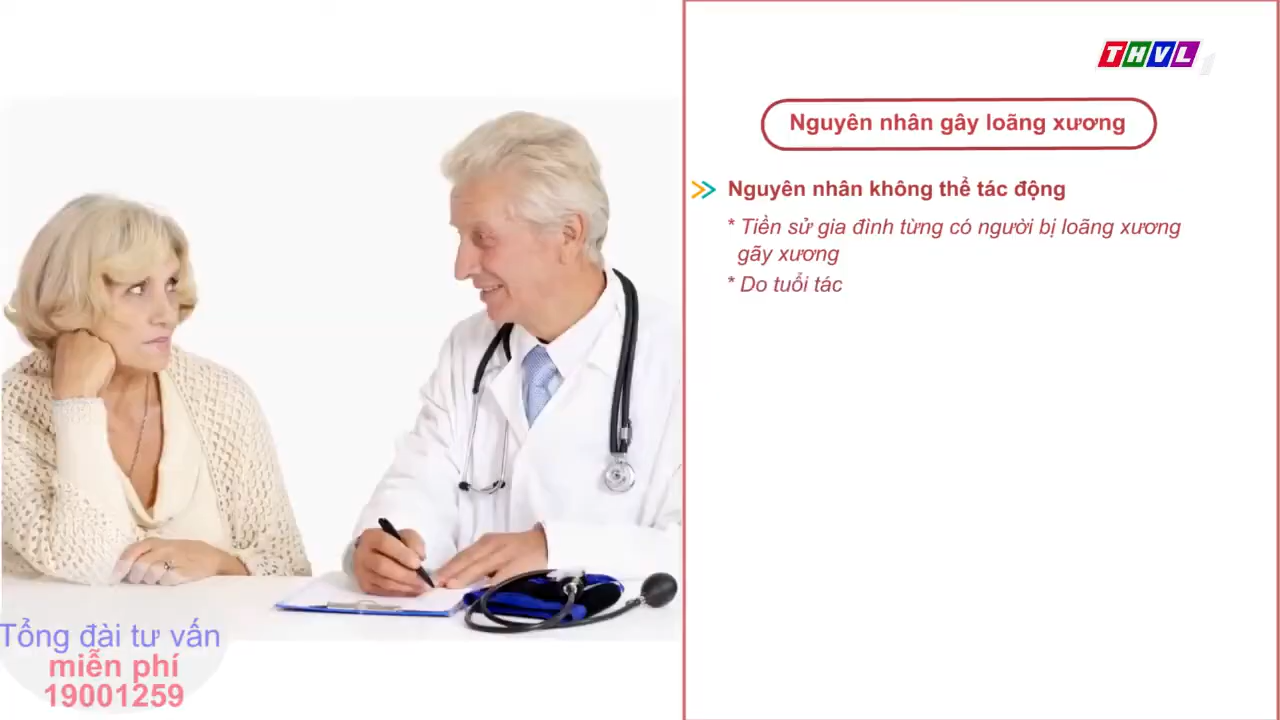 THVL1
Nguyên nhân gây loãng xương
Nguyên nhân không thể tác động
* Tiền sử gia đình từng có người bị loãng xương
gãy xương
* Do tuổi tác
Tổng đài tư vấn
miễn phí
19001259